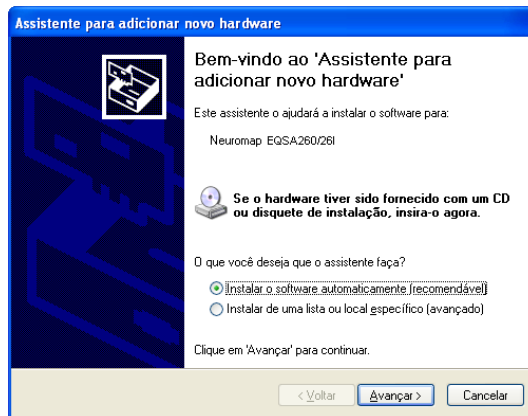 Assistente para adicionar novo hardware
Bem-vindo ao 'Assistente para
adicionar novo hardware'
Este assistente o ajudará a instalar o software para:
Neuromap EQSA260/26I
Se o hardware tiver sido fornecido com um CD
ou disquete de instalação, insira-o agora.
O que você deseja que o assistente faça?
Instalar o software automaticamente (recomendável)
Instalar de uma lista ou local específico (avançado)
Clique em 'Avançar' para continuar.
< Voltar Avançar > Cancelar